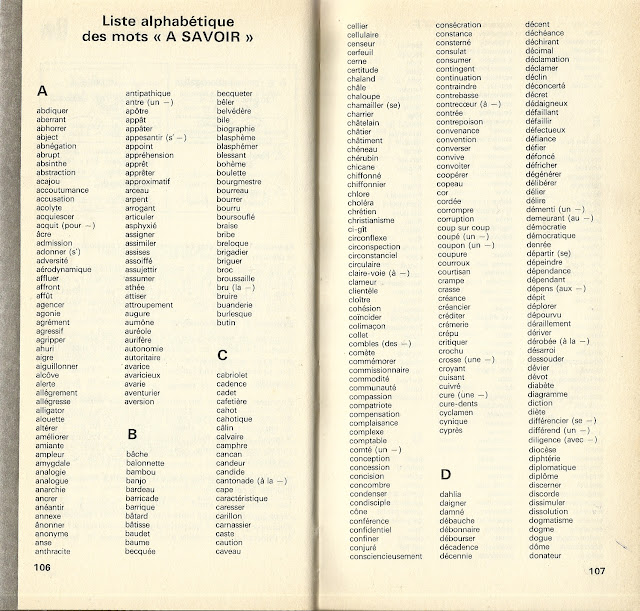 Liste alphabétique
des mots « A SAVOIR »
A
abdiquer
aberrant
abhorrer
abject
abnégation
abrupt
absinthe
abstraction
acajou
accoutumance
accusation
acolyte
acquiescer
acquit (pour —)
âcre
admission
adonner (s')
adversité
aérodynamique
affluer
affront
affût
agencer
agonie
agrément
agressif
agripper
ahuri
aigre
aiguillonner
alcôve
alerte
allègrement
allégresse
alligator
alouette
altérer
améliorer
amiante
ampleur
amygdale
analogie
analogue
anarchie
ancrer
anéantir
annexe
ânonner
anonyme
anse
anthracite
antipathique
antre (un —)
apôtre
appât
appâter
appesantir (s' —)
appoint
appréhension
apprêt
apprêter
approximatif
arceau
arpent
arrogant
articuler
asphyxié
assigner
assimiler
assises
assoiffé
assujettir
assumer
athée
attiser
attroupement
augure
aumône
auréole
aurifère
autonomie
autoritaire
avarice
avaricieux
avarie
aventurier
aversion
B
bâche
baïonnette
bambou
banjo
bardeau
barricade
barrique
bâtard
bâtisse
baudet
baume
becquée
becqueter
bêler
belvédère
bile
biographie
blasphème
blasphémer
blessant
bohème
boulette
bourgmestre
bourreau
bourrer
bourru
boursouflé
braise
bribe
breloque
brigadier
briguer
broc
broussaille
bru (la —)
bruire
buanderie
burlesque
butin
C
cabriolet
cadence
cadet
cafetière
cahot
cahotique
câlin
calvaire
camphre
cancan
candeur
candide
cantonade (à la —)
cape
caractéristique
caresser
carillon
carnassier
caste
caution
caveau
106
cellier
cellulaire
censeur
cerfeuil
cerne
certitude
chaland
châle
chaloupe
chamailler (se)
charrier
châtelain
châtier
châtiment
chéneau
chérubin
chicane
chiffonné
chiffonnier
chlore
choléra
chrétien
christianisme
ci-gît
circonflexe
circonspection
circonstanciel
circulaire
claire-voie (à —)
clameur
clientèle
cloître
cohésion
coïncider
colimaçon
collet
combles (des —)
comète
commémorer
commissionnaire
commodité
communauté
compassion
compatriote
compensation
complaisance
complexe
comptable
comté (un —)
conception
concession
concision
concombre
condenser
condisciple
cône
conférence
confidentiel
confiner
conjuré
consciencieusement
consécration
constance
consterné
consulat
consumer
contingent
continuation
contraindre
contrebasse
contrecœur (à —)
contrée
contrepoison
convenance
convention
converser
convive
convoiter
coopérer
copeau
cor
cordée
corrompre
corruption
coup sur coup
coupé (un —)
coupon (un —)
coupure
courroux
courtisan
crampe
crasse
créance
créancier
créditer
crémerie
crépu
critiquer
crochu
crosse (une —)
croyant
cuisant
cuivré
cure (une —)
cure-dents
cyclamen
cynique
cyprès
D
dahlia
daigner
damné
débauche
débonnaire
débourser
décadence
décennie
décent
déchéance
déchirant
décimal
déclamation
déclamer
déclin
déconcerté
décret
dédaigneux
défaillant
défaillir
défectueux
défiance
défier
défoncé
défricher
dégénérer
délibérer
délier
délire
démenti (un —)
demeurant (au —)
démocratie
démocratique
denrée
départir (se)
dépeindre
dépendance
dépendant
dépens (aux —)
dépit
déplorer
dépourvu
déraillement
dériver
dérobée (à la —)
désarroi
dessouder
dévier
dévot
diabète
diagramme
diction
diète
différencier (se —)
différend (un —)
diligence (avec —)
diocèse
diphtérie
diplomatique
diplôme
discerner
discorde
dissimuler
dissolution
dogmatisme
dogme
dogue
dôme
donateur
107